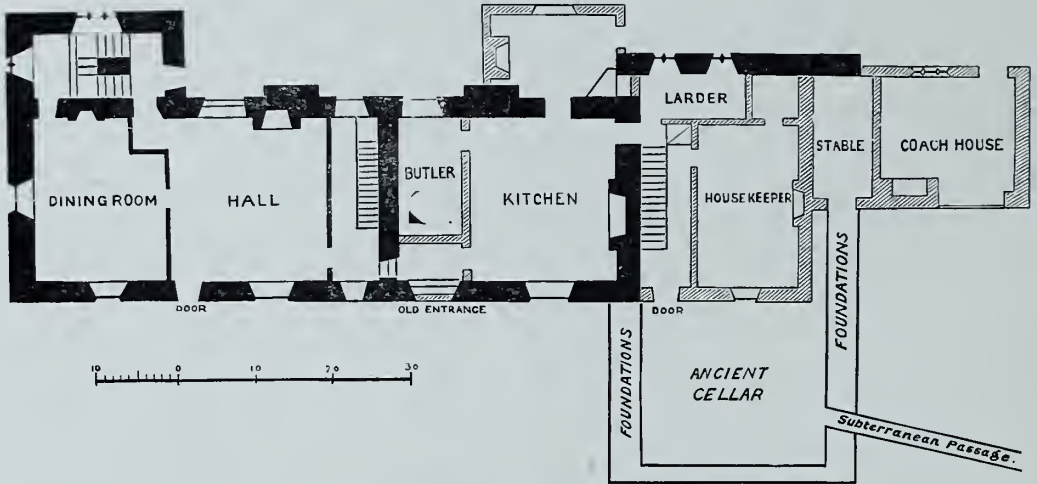 LARDER
BUTLER
STABLE
COACH HOUSE
DINING ROOM
HALL
KITCHEN
HOUSEKEEPER
DOOR
OLD ENTRANCE
DOOR
FOUNDATIONS
FOUNDATIONS
10 0 10 20 30
ANCIENT
CELLAR
Subterranean Passage.